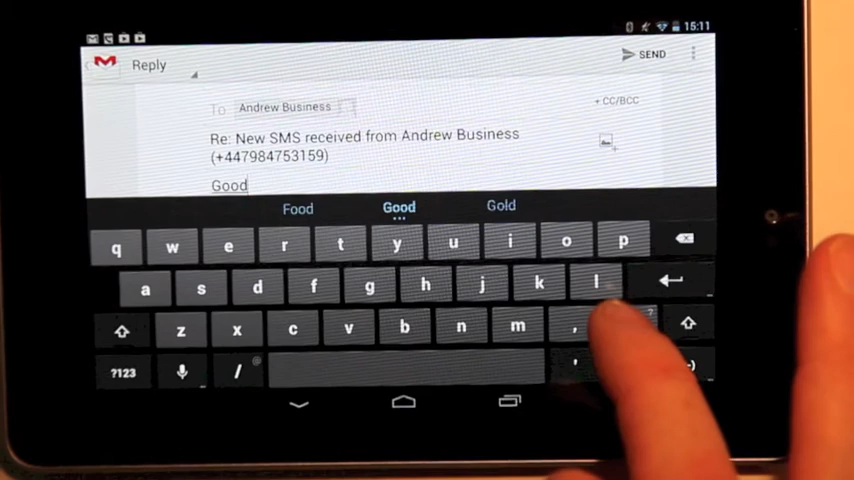 15:11
Reply
SEND
To Andrew Business
+ CC/BCC
Re: New SMS received from Andrew Business
(+447984753159)
Good
Food Good Gold
q w e r t y u i o p
a s d f g h j k l
z x c v b n m , ?
?123 / @ ' -)